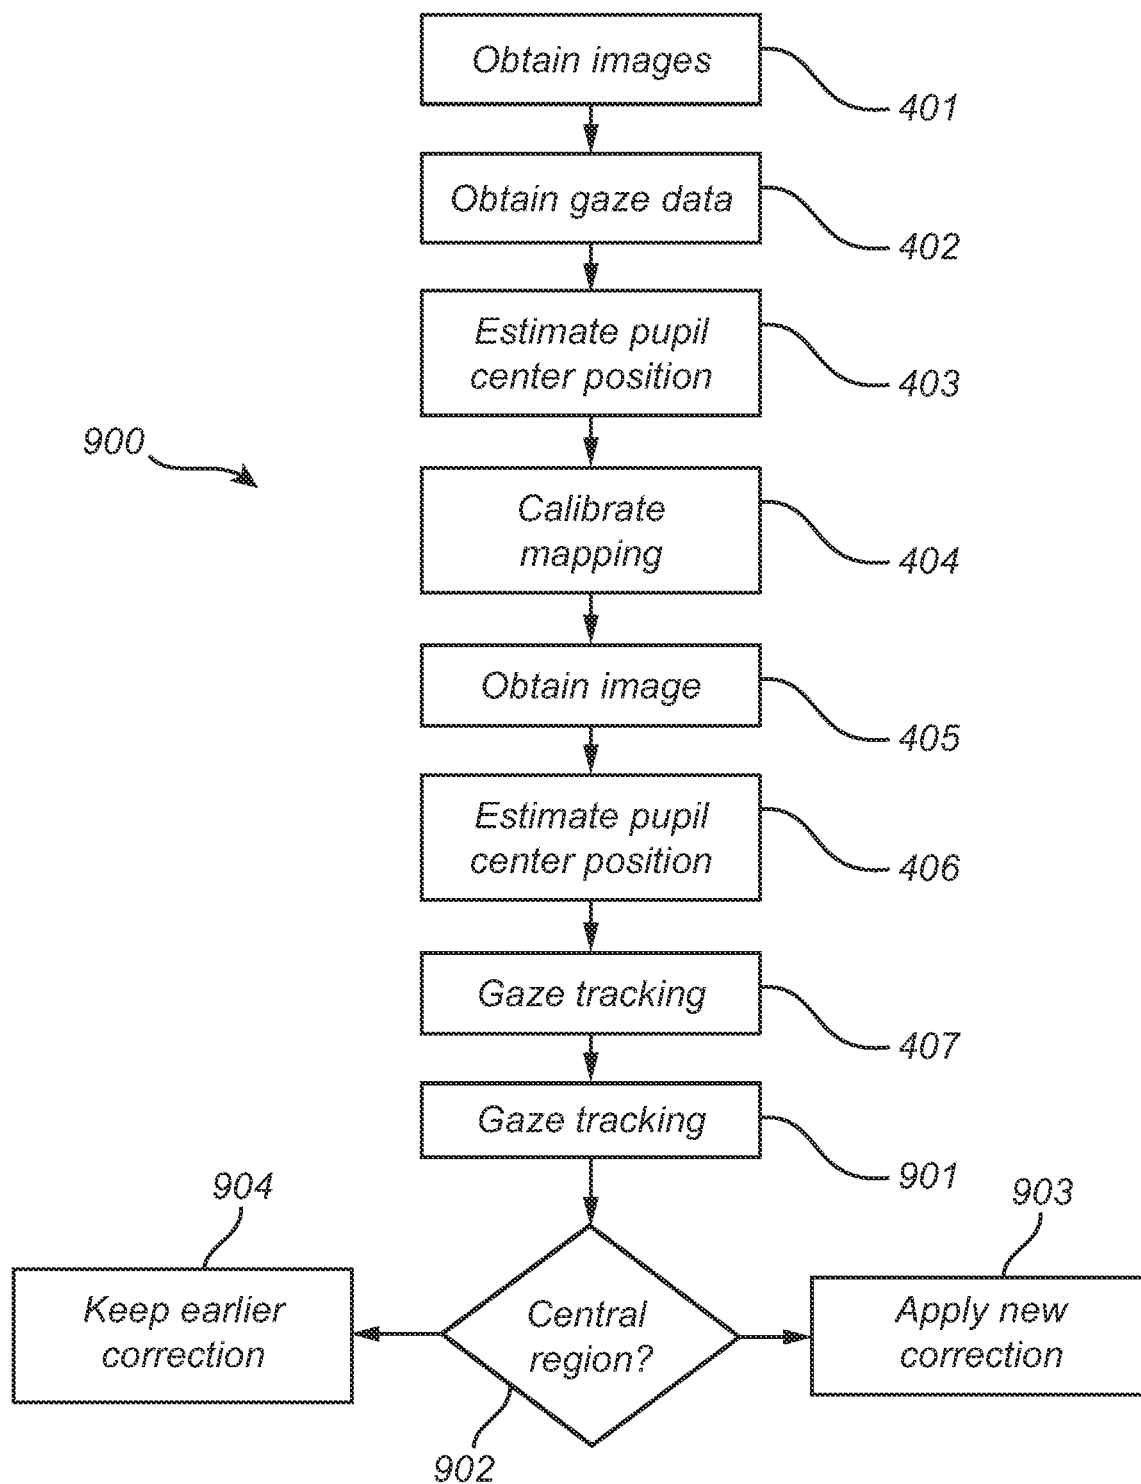 Obtain images
401
Obtain gaze data
402
Estimate pupil
center position
403
900
Calibrate
mapping
404
Obtain image
405
Estimate pupil
center position
406
Gaze tracking
407
Gaze tracking
901
904
903
Keep earlier
correction
Central
region?
Apply new
correction
902